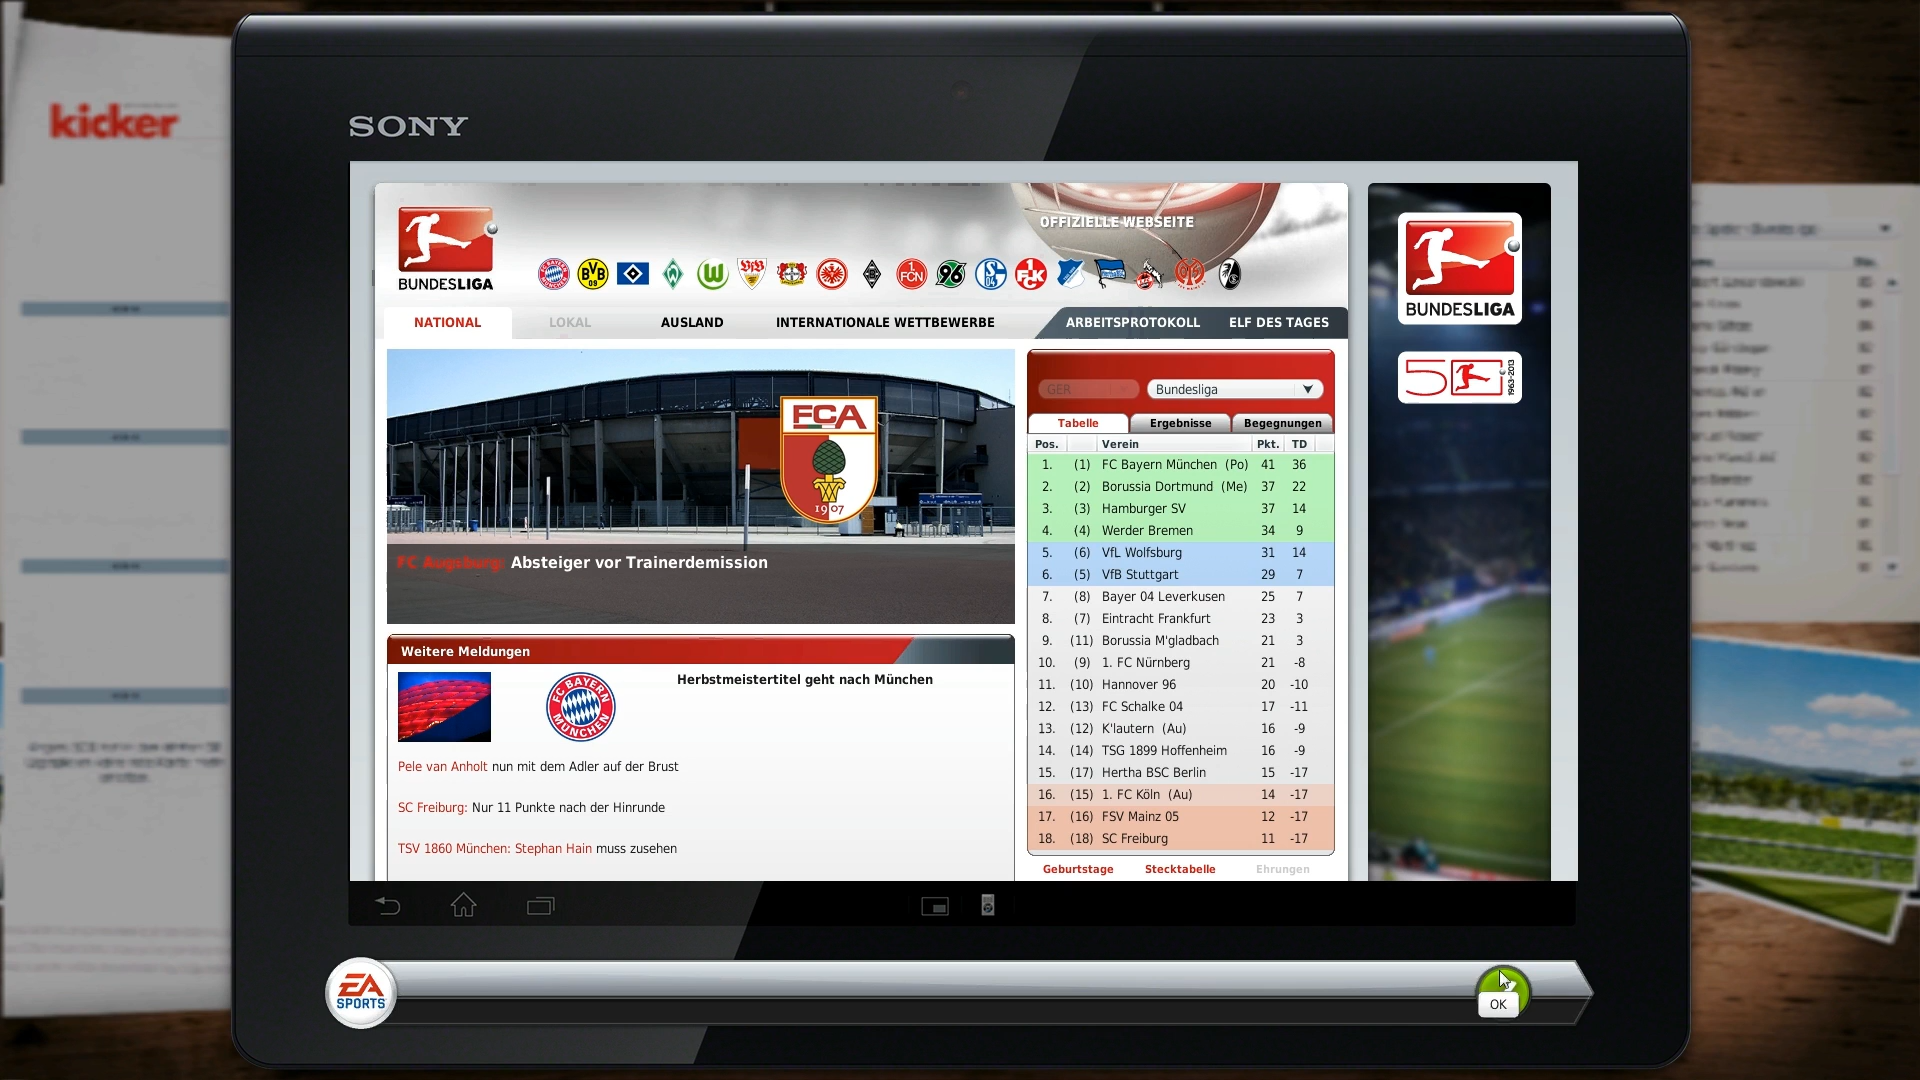 kicker
SONY
OFFIZIELLE WEBSEITE
BUNDESLIGA
NATIONAL LOKAL AUSLAND INTERNATIONALE WETTBEWERBE ARBEITSPROTOKOLL ELF DES TAGES
BUNDESLIGA
50 1963-2013
FCA
1907
FC Augsburg: Absteiger vor Trainerdemission
GER Bundesliga
Tabelle Ergebnisse Begegnungen
Pos. Verein Pkt. TD
1. (1) FC Bayern München (Po) 41 36
2. (2) Borussia Dortmund (Me) 37 22
3. (3) Hamburger SV 37 14
4. (4) Werder Bremen 34 9
5. (6) VfL Wolfsburg 31 14
6. (5) VfB Stuttgart 29 7
7. (8) Bayer 04 Leverkusen 25 7
8. (7) Eintracht Frankfurt 23 3
9. (11) Borussia M'gladbach 21 3
10. (9) 1. FC Nürnberg 21 -8
11. (10) Hannover 96 20 -10
12. (13) FC Schalke 04 17 -11
13. (12) K'lautern (Au) 16 -9
14. (14) TSG 1899 Hoffenheim 16 -9
15. (17) Hertha BSC Berlin 15 -17
16. (15) 1. FC Köln (Au) 14 -17
17. (16) FSV Mainz 05 12 -17
18. (18) SC Freiburg 11 -17
Geburtstage Stecktabelle Ehrungen
Weitere Meldungen
FC BAYERN MÜNCHEN
Herbstmeistertitel geht nach München
Pele van Anholt nun mit dem Adler auf der Brust
SC Freiburg: Nur 11 Punkte nach der Hinrunde
TSV 1860 München: Stephan Hain muss zusehen
EA
SPORTS
OK